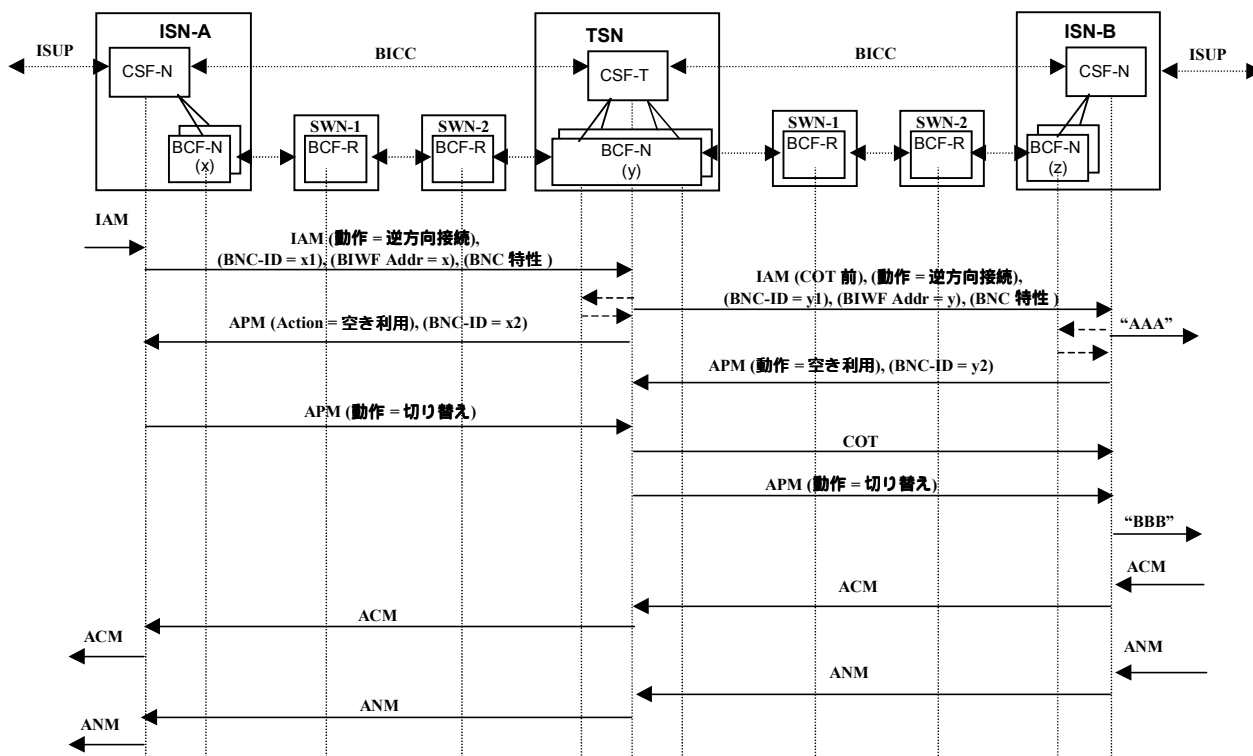 ISN-A
TSN
ISN-B
ISUP
BICC
BICC
ISUP
CSF-N
CSF-T
CSF-N
SWN-1
SWN-2
SWN-1
SWN-2
BCF-N
(x)
BCF-R
BCF-R
BCF-N
(y)
BCF-R
BCF-R
BCF-N
(z)
IAM
IAM (動作 = 逆方向接続),
(BNC-ID = x1), (BIWF Addr = x), (BNC 特性 )
IAM (COT 前), (動作 = 逆方向接続),
(BNC-ID = y1), (BIWF Addr = y), (BNC 特性 )
APM (Action = 空き利用), (BNC-ID = x2)
“AAA”
APM (動作 = 空き利用), (BNC-ID = y2)
APM (動作 = 切り替え)
COT
APM (動作 = 切り替え)
“BBB”
ACM
ACM
ACM
ACM
ANM
ANM
ANM
ANM